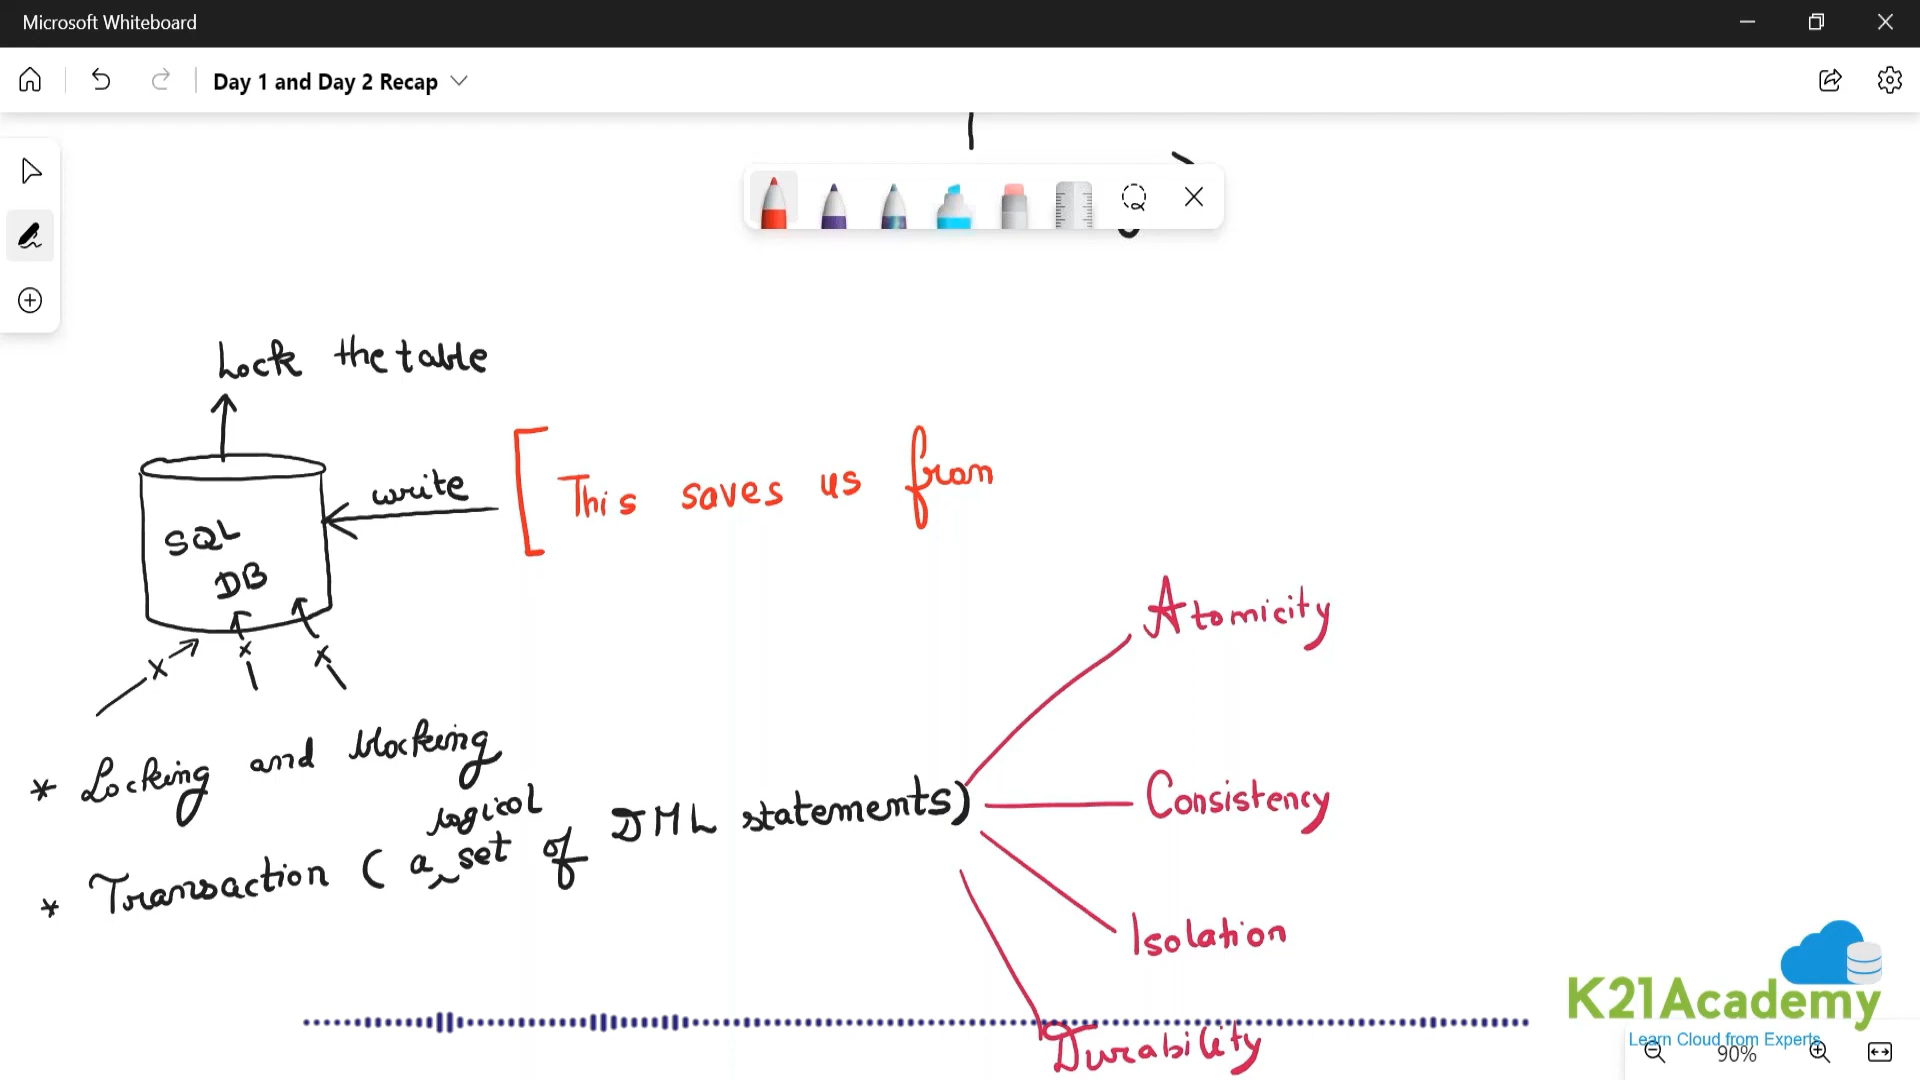 Microsoft Whiteboard
Day 1 and Day 2 Recap
Lock the table
write
This saves us from
SQL
DB
Atomicity
* Locking and blocking
Consistency
logical
* Transaction ( a set of DML statements)
Isolation
Durability
K21Academy
Learn Cloud from Experts
90%